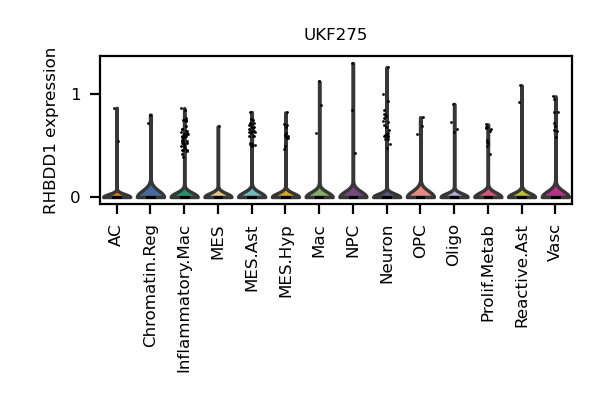 UKF275
RHBDD1 expression
1
0
AC
Chromatin.Reg
Inflammatory.Mac
MES
MES.Ast
MES.Hyp
Mac
NPC
Neuron
OPC
Oligo
Prolif.Metab
Reactive.Ast
Vasc